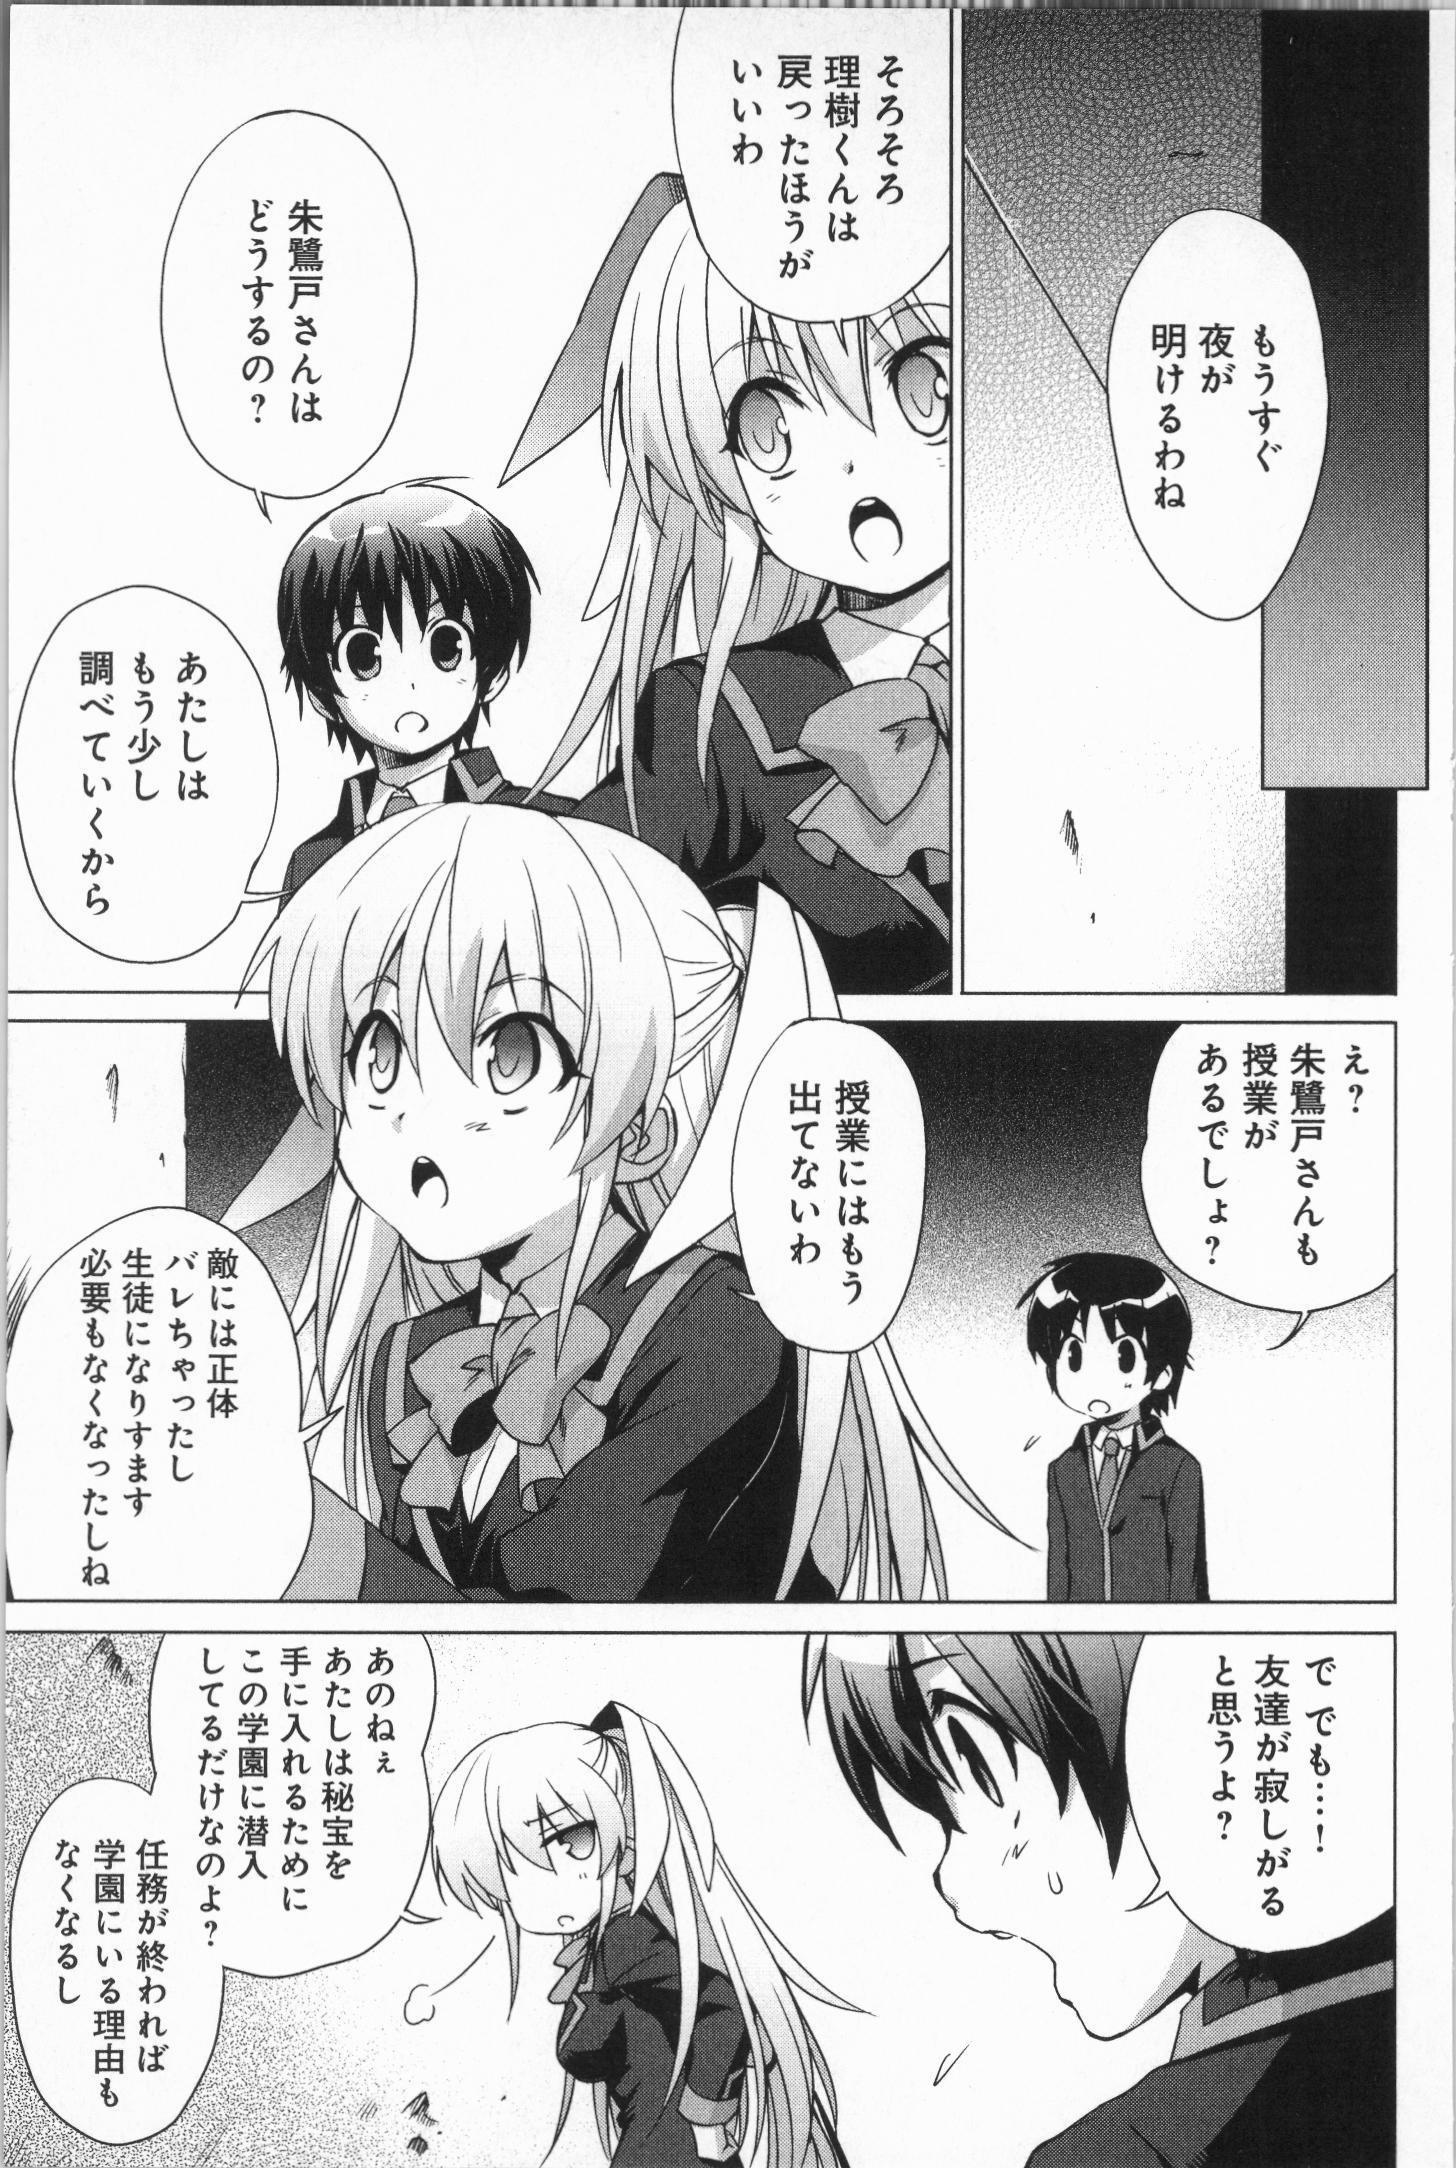 もうすぐ
夜が
明けるわね
そろそろ
理樹くんは
戻ったほうが
いいわ
朱鷺戸さんは
どうするの？
あたしは
もう少し
調べていくから
え？
朱鷺戸さんも
授業が
あるでしょ？
授業にはもう
出てないわ
敵には正体
バレちゃったし
生徒になりすます
必要もなくなったしね
で でも…！
友達が寂しがる
と思うよ？
あのねぇ
あたしは秘宝を
手に入れるために
この学園に潜入
してるだけなのよ？
任務が終われば
学園にいる理由も
なくなるし